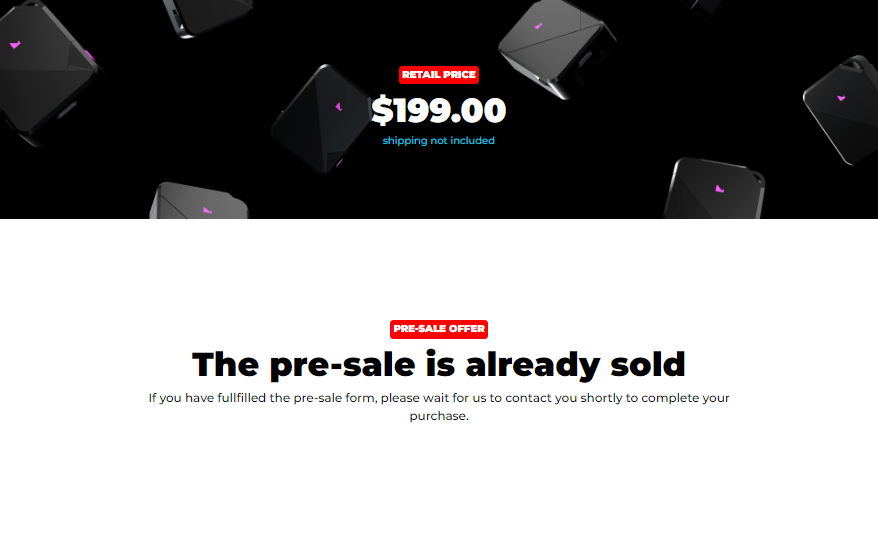 RETAIL PRICE
$199.00
shipping not included
PRE-SALE OFFER
The pre-sale is already sold
If you have fullfilled the pre-sale form, please wait for us to contact you shortly to complete your
purchase.